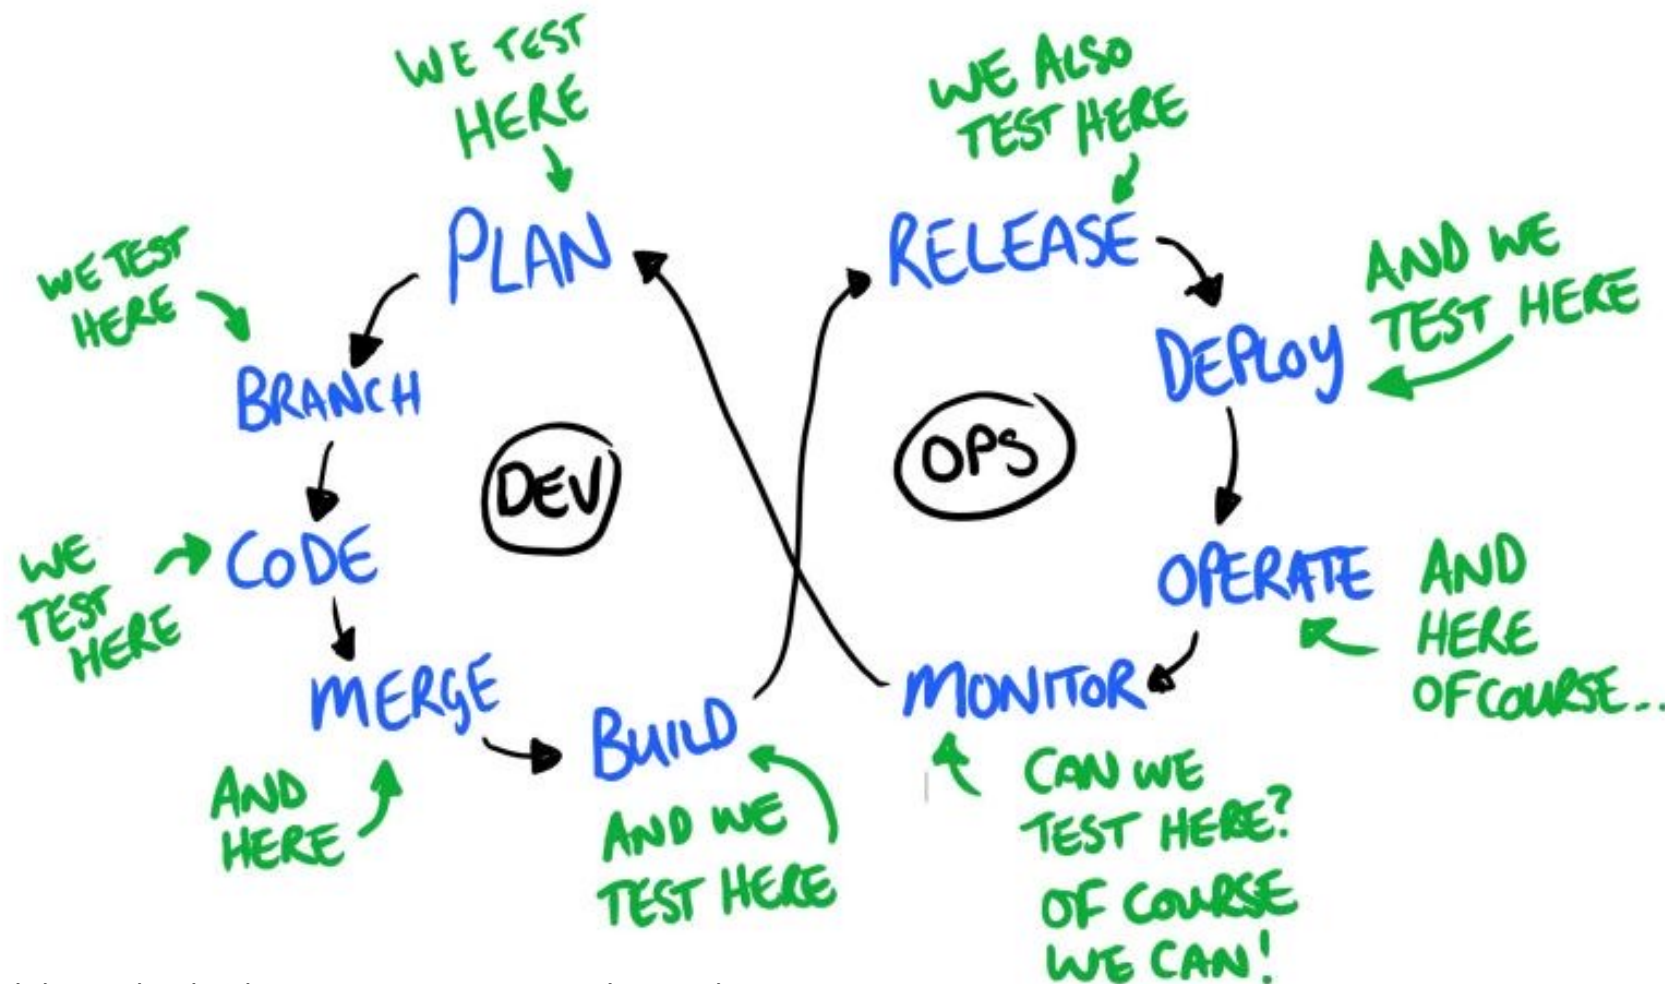 WE TEST
HERE
PLAN
WE TEST
HERE
BRANCH
WE
TEST
HERE
CODE
DEV
MERGE
AND
HERE
BUILD
AND WE
TEST HERE
WE ALSO
TEST HERE
RELEASE
AND WE
TEST HERE
DEPLOY
OPS
OPERATE
AND
HERE
OF COURSE...
MONITOR
CAN WE
TEST HERE?
OF COURSE
WE CAN!